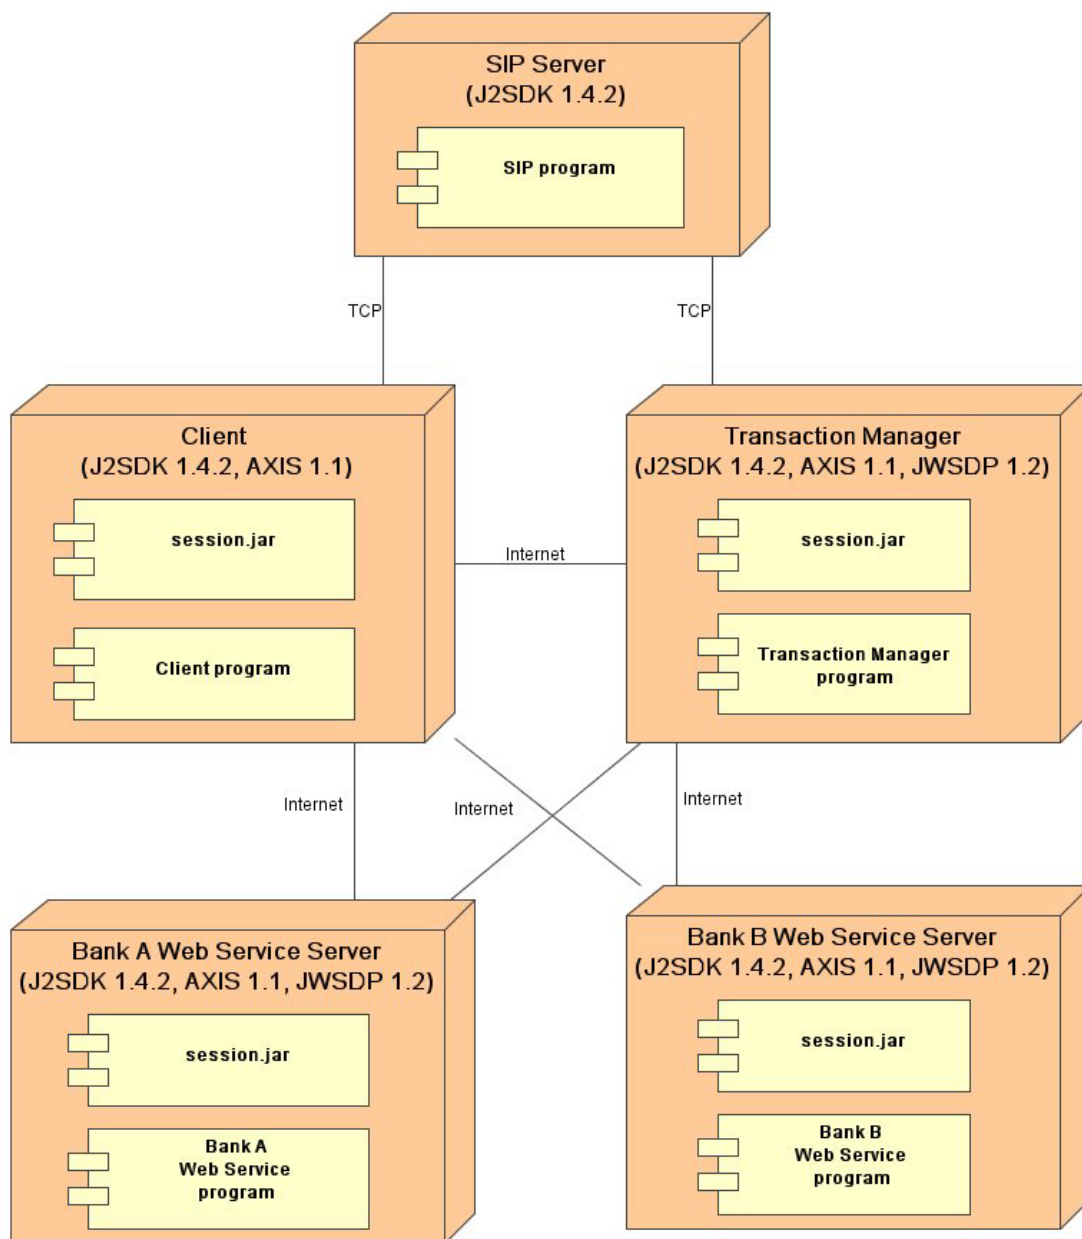 SIP Server
(J2SDK 1.4.2)
SIP program
TCP
TCP
Client
(J2SDK 1.4.2, AXIS 1.1)
session.jar
Client program
Internet
Transaction Manager
(J2SDK 1.4.2, AXIS 1.1, JWSDP 1.2)
session.jar
Transaction Manager
program
Internet
Internet
Internet
Bank A Web Service Server
(J2SDK 1.4.2, AXIS 1.1, JWSDP 1.2)
session.jar
Bank A
Web Service
program
Bank B Web Service Server
(J2SDK 1.4.2, AXIS 1.1, JWSDP 1.2)
session.jar
Bank B
Web Service
program